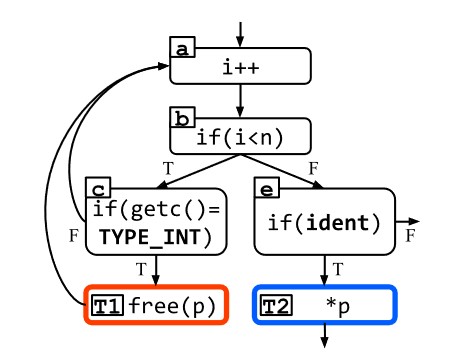 a
i++
b
if(i<n)
T
F
c
if(getc()=
TYPE_INT)
e
if(ident)
F
F
T
T
T1 free(p)
T2 *p